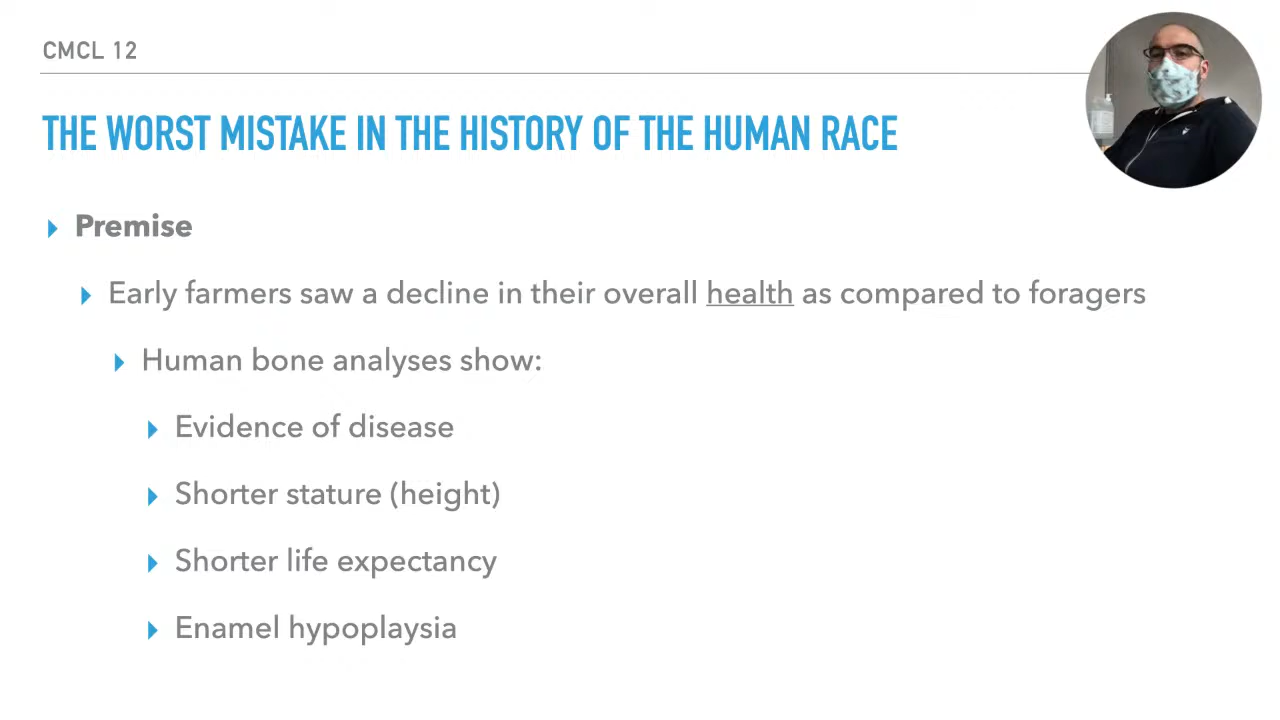 CMCL 12
THE WORST MISTAKE IN THE HISTORY OF THE HUMAN RACE
Premise
Early farmers saw a decline in their overall health as compared to foragers
Human bone analyses show:
Evidence of disease
Shorter stature (height)
Shorter life expectancy
Enamel hypoplaysia